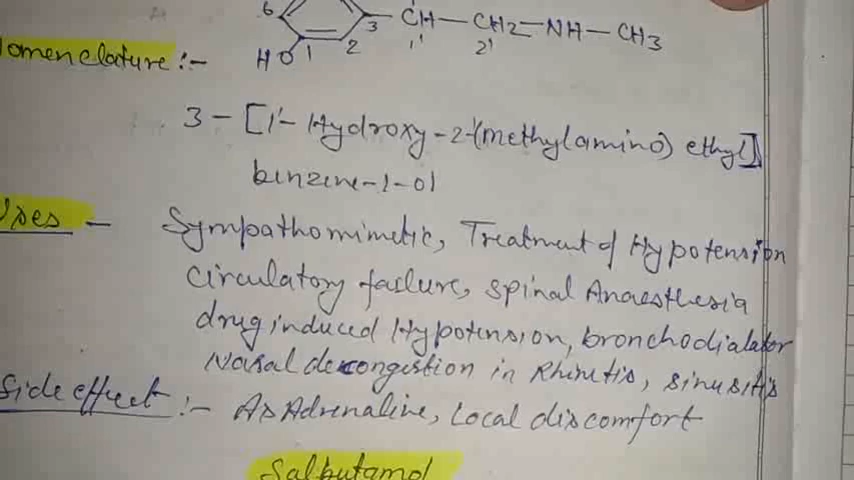 6 CH — CH2 — NH — CH3
3
1' 2'
HO 1 2
Nomenclature :-
3 - [1'- Hydroxy-2'(methylamino) ethyl]
binzene-1-ol
Uses - Sympathomimetic, Treatment of Hypotension
circulatory failure, spinal Anaesthesia
drug induced Hypotension, bronchodialator
Nasal decongestion in Rhinitis, sinusitis
Side effect :- As Adrenaline, Local discomfort
Salbutamol